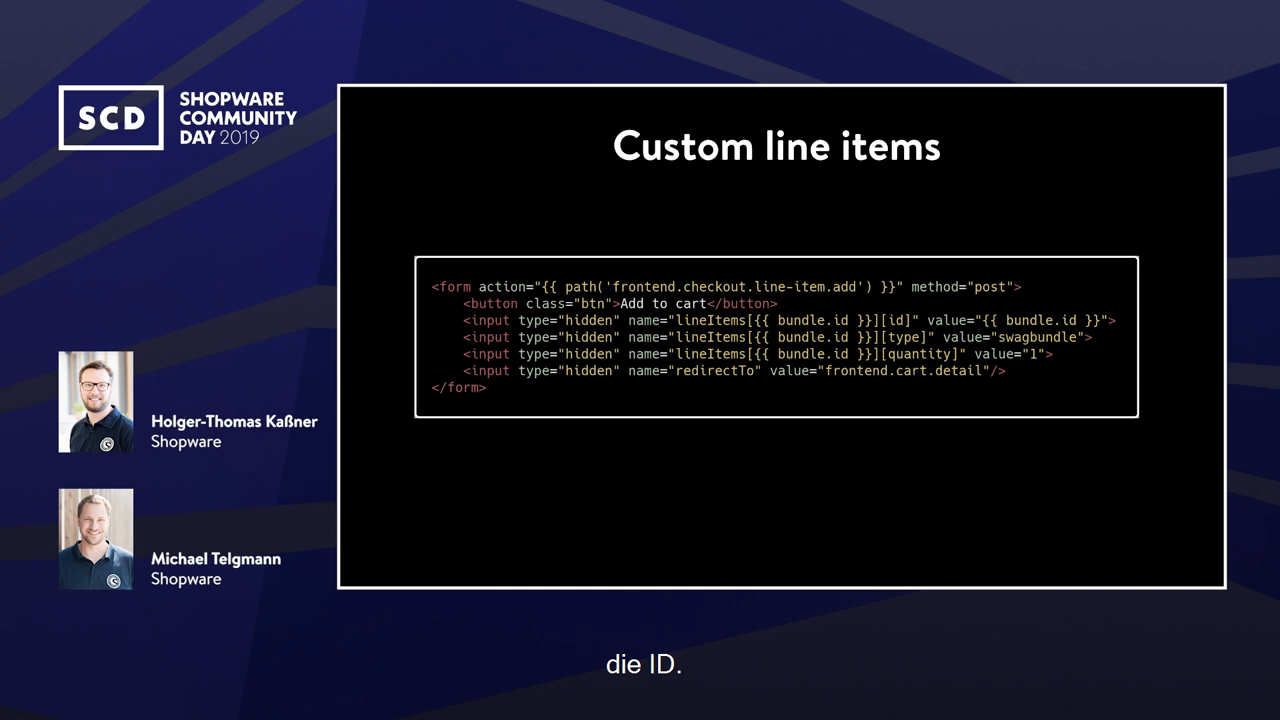 SCD
SHOPWARE
COMMUNITY
DAY 2019
Custom line items
<form action="{{ path('frontend.checkout.line-item.add') }}" method="post">
    <button class="btn">Add to cart</button>
    <input type="hidden" name="lineItems[{{ bundle.id }}][id]" value="{{ bundle.id }}">
    <input type="hidden" name="lineItems[{{ bundle.id }}][type]" value="swagbundle">
    <input type="hidden" name="lineItems[{{ bundle.id }}][quantity]" value="1">
    <input type="hidden" name="redirectTo" value="frontend.cart.detail"/>
</form>
Holger-Thomas Kaßner
Shopware
Michael Telgmann
Shopware
die ID.